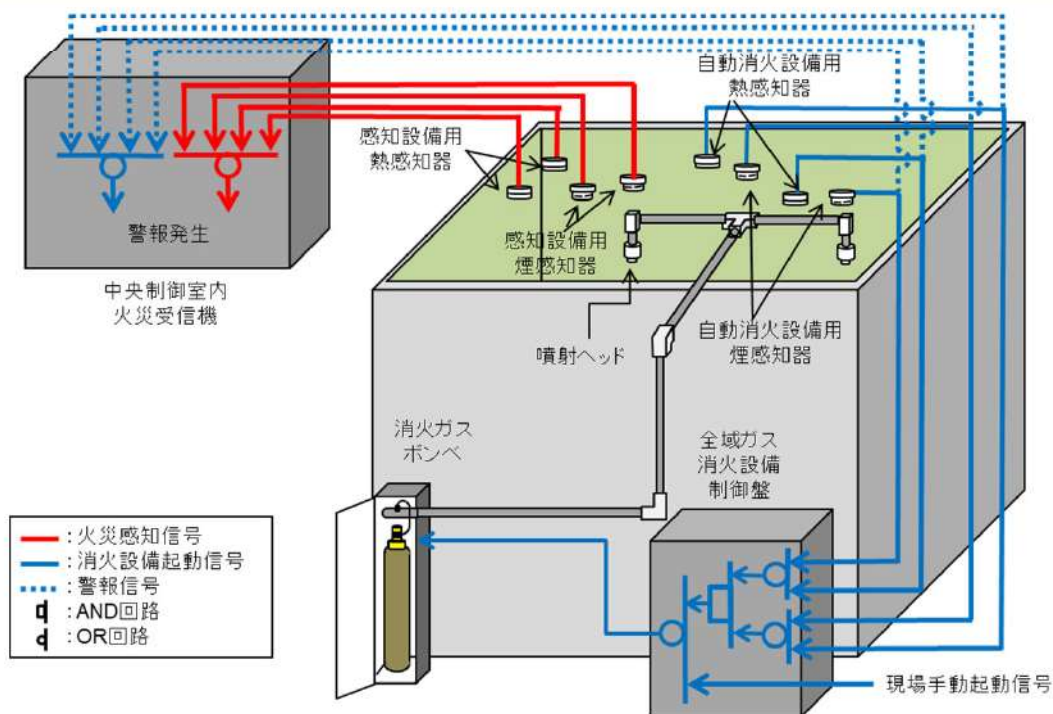 自動消火設備用
熱感知器
感知設備用
熱感知器
警報発生
感知設備用
煙感知器
中央制御室内
火災受信機
噴射ヘッド
自動消火設備用
煙感知器
消火ガス
ボンベ
全域ガス
消火設備
制御盤
:火災感知信号
:消火設備起動信号
:警報信号
:AND回路
:OR回路
現場手動起動信号